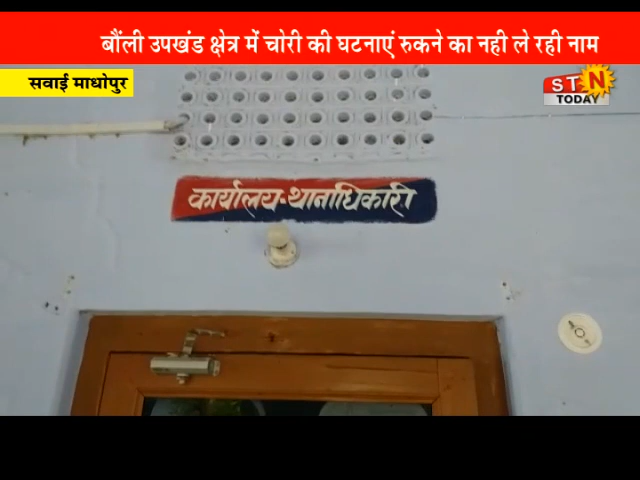 बौंली उपखंड क्षेत्र में चोरी की घटनाएं रुकने का नही ले रही नाम
सवाई माधोपुर
STN
TODAY
कार्यालय-थानाधिकारी